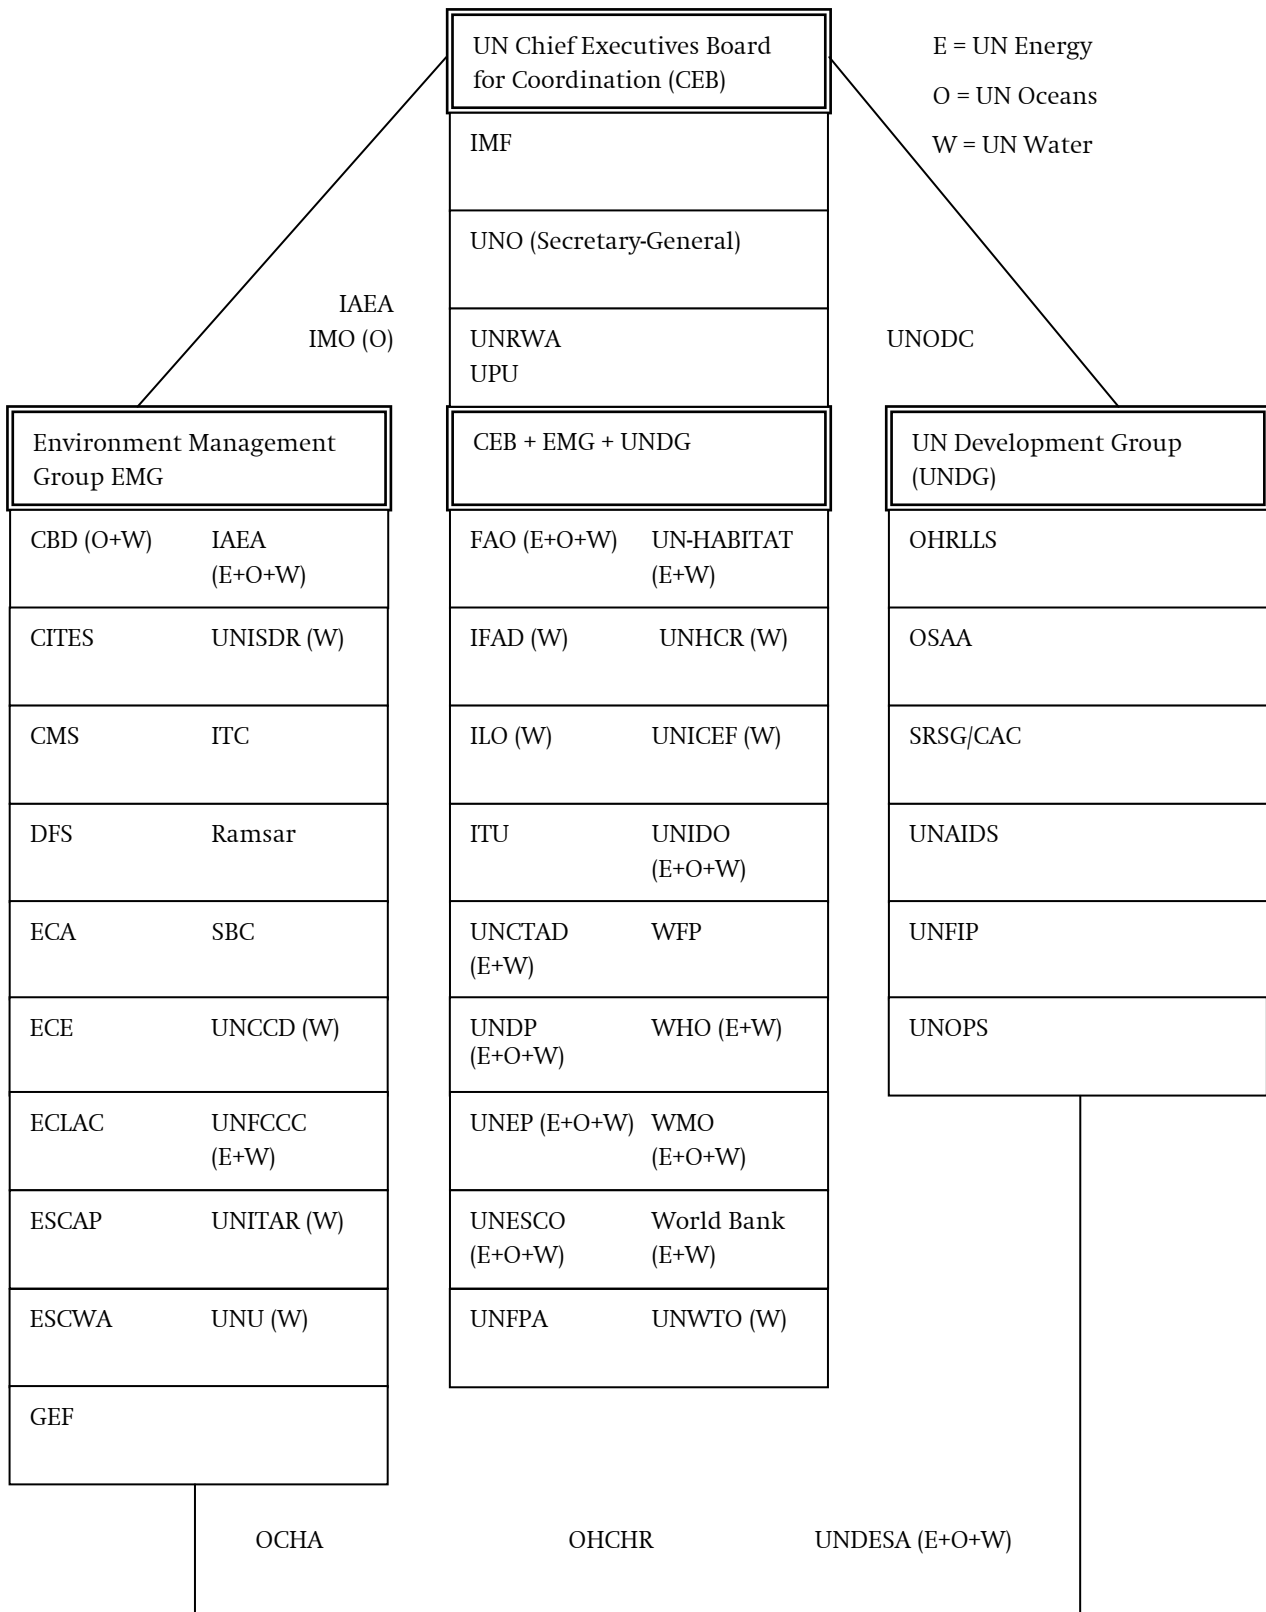 UN Chief Executives Board
for Coordination (CEB)
E = UN Energy
O = UN Oceans
W = UN Water
IMF
UNO (Secretary-General)
IAEA
IMO (O)
UNRWA
UPU
UNODC
Environment Management
Group EMG
CEB + EMG + UNDG
UN Development Group
(UNDG)
CBD (O+W)
IAEA
(E+O+W)
CITES
UNISDR (W)
CMS
ITC
DFS
Ramsar
ECA
SBC
ECE
UNCCD (W)
ECLAC
UNFCCC
(E+W)
ESCAP
UNITAR (W)
ESCWA
UNU (W)
GEF
FAO (E+O+W)
UN-HABITAT
(E+W)
IFAD (W)
UNHCR (W)
ILO (W)
UNICEF (W)
ITU
UNIDO
(E+O+W)
UNCTAD
(E+W)
WFP
UNDP
(E+O+W)
WHO (E+W)
UNEP (E+O+W)
WMO
(E+O+W)
UNESCO
(E+O+W)
World Bank
(E+W)
UNFPA
UNWTO (W)
OHRLLS
OSAA
SRSG/CAC
UNAIDS
UNFIP
UNOPS
OCHA
OHCHR
UNDESA (E+O+W)